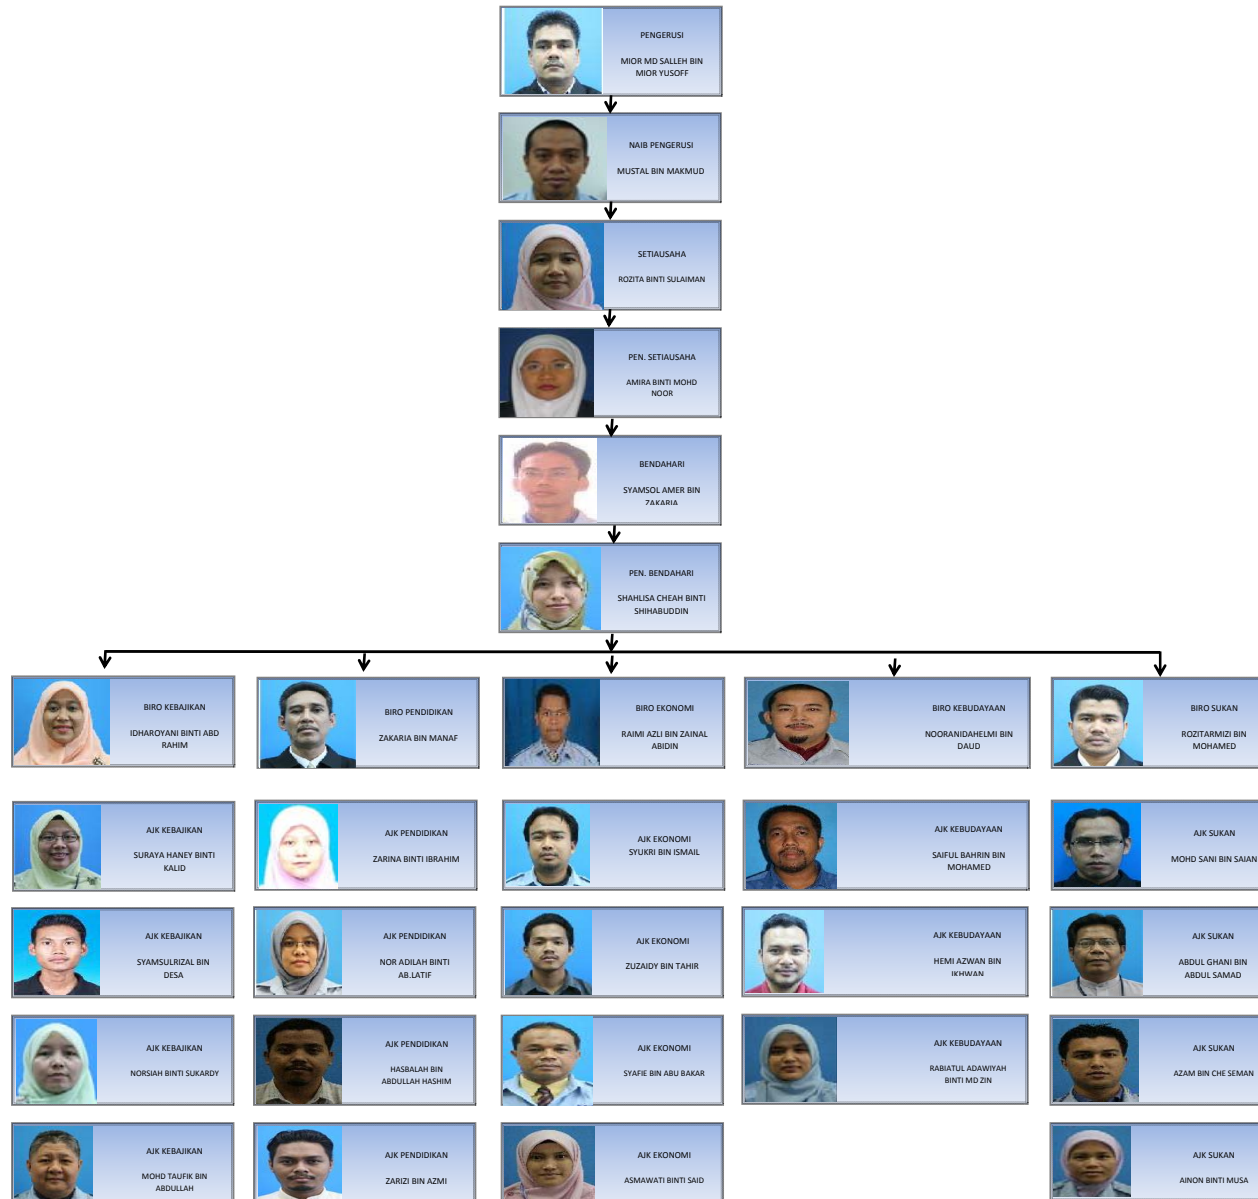 PENGERUSI
MIOR MD SALLEH BIN
MIOR YUSOFF
NAIB PENGERUSI
MUSTAL BIN MAKMUD
SETIAUSAHA
ROZITA BINTI SULAIMAN
PEN. SETIAUSAHA
AMIRA BINTI MOHD
NOOR
BENDAHARI
SYAMSOL AMER BIN
ZAKARIA
PEN. BENDAHARI
SHAHLISA CHEAH BINTI
SHIHABUDDIN
BIRO KEBAJIKAN
IDHAROYANI BINTI ABD
RAHIM
BIRO PENDIDIKAN
ZAKARIA BIN MANAF
BIRO EKONOMI
RAIMI AZLI BIN ZAINAL
ABIDIN
BIRO KEBUDAYAAN
NOORANIDAHELMI BIN
DAUD
BIRO SUKAN
ROZITARMIZI BIN
MOHAMED
AJK KEBAJIKAN
SURAYA HANEY BINTI
KALID
AJK PENDIDIKAN
ZARINA BINTI IBRAHIM
AJK EKONOMI
SYUKRI BIN ISMAIL
AJK KEBUDAYAAN
SAIFUL BAHRIN BIN
MOHAMED
AJK SUKAN
MOHD SANI BIN SAIAN
AJK KEBAJIKAN
SYAMSULRIZAL BIN
DESA
AJK PENDIDIKAN
NOR ADILAH BINTI
AB.LATIF
AJK EKONOMI
ZUZAIDY BIN TAHIR
AJK KEBUDAYAAN
HEMI AZWAN BIN
IKHWAN
AJK SUKAN
ABDUL GHANI BIN
ABDUL SAMAD
AJK KEBAJIKAN
NORSIAH BINTI SUKARDY
AJK PENDIDIKAN
HASBALAH BIN
ABDULLAH HASHIM
AJK EKONOMI
SYAFIE BIN ABU BAKAR
AJK KEBUDAYAAN
RABIATUL ADAWIYAH
BINTI MD ZIN
AJK SUKAN
AZAM BIN CHE SEMAN
AJK KEBAJIKAN
MOHD TAUFIK BIN
ABDULLAH
AJK PENDIDIKAN
ZARIZI BIN AZMI
AJK EKONOMI
ASMAWATI BINTI SAID
AJK SUKAN
AINON BINTI MUSA